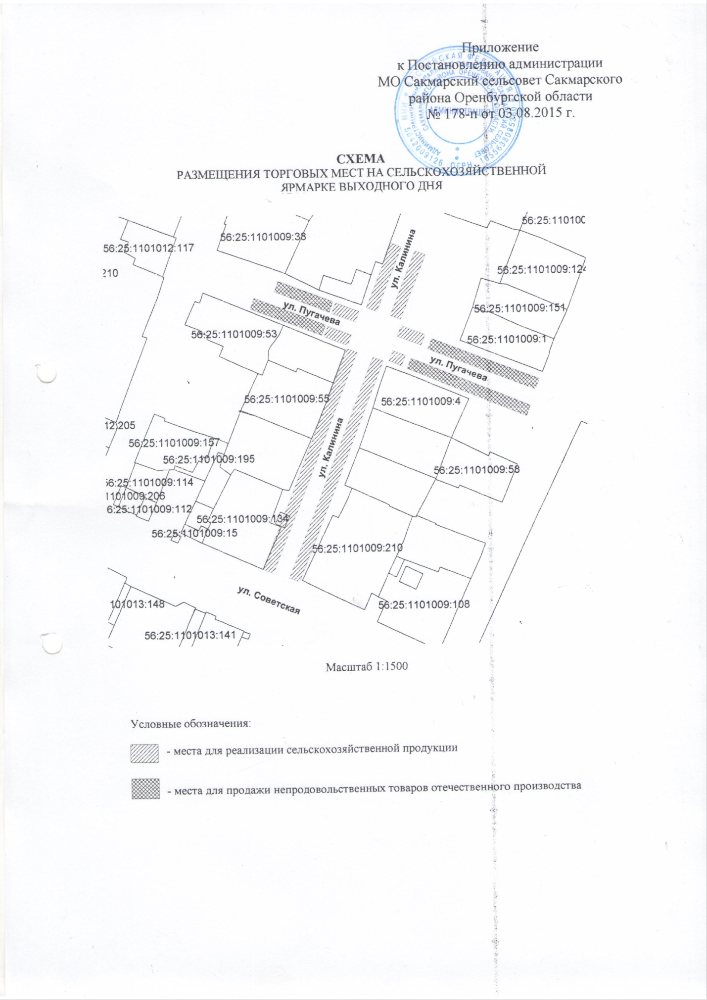 Приложение
к Постановлению администрации
МО Сакмарский сельсовет Сакмарского
района Оренбургской области
№ 178-п от 03.08.2015 г.
АДМИНИСТРАЦИЯ
СХЕМА
РАЗМЕЩЕНИЯ ТОРГОВЫХ МЕСТ НА СЕЛЬСКОХОЗЯЙСТВЕННОЙ
ЯРМАРКЕ ВЫХОДНОГО ДНЯ
56:25:110100
56:25:1101009:38
56:25:1101012:117
ул. Калинина
56:25:1101009:124
210
ул. Пугачева
56:25:1101009:151
56:25:1101009:53
56:25:1101009:1
ул. Пугачева
56:25:1101009:55
56:25:1101009:4
12:205
56:25:1101009:157
ул. Калинина
56:25:1101009:195
56:25:1101009:58
56:25:1101009:114
1101009:206
6:25:1101009:112
56:25:1101009:134
56:25:1101009:15
56:25:1101009:210
ул. Советская
101013:148
56:25:1101009:108
56:25:1101013:141
Масштаб 1:1500
Условные обозначения:
- места для реализации сельскохозяйственной продукции
- места для продажи непродовольственных товаров отечественного производства